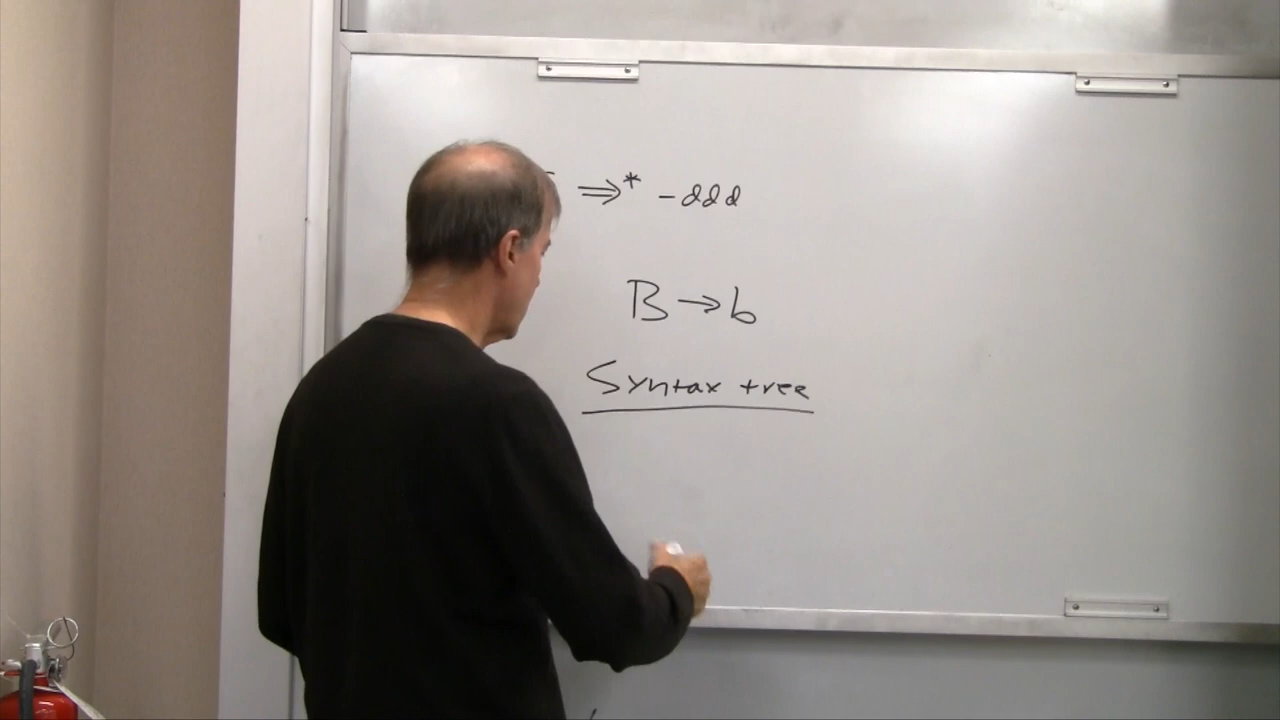 ⇒* -ddd
B → b
Syntax tree